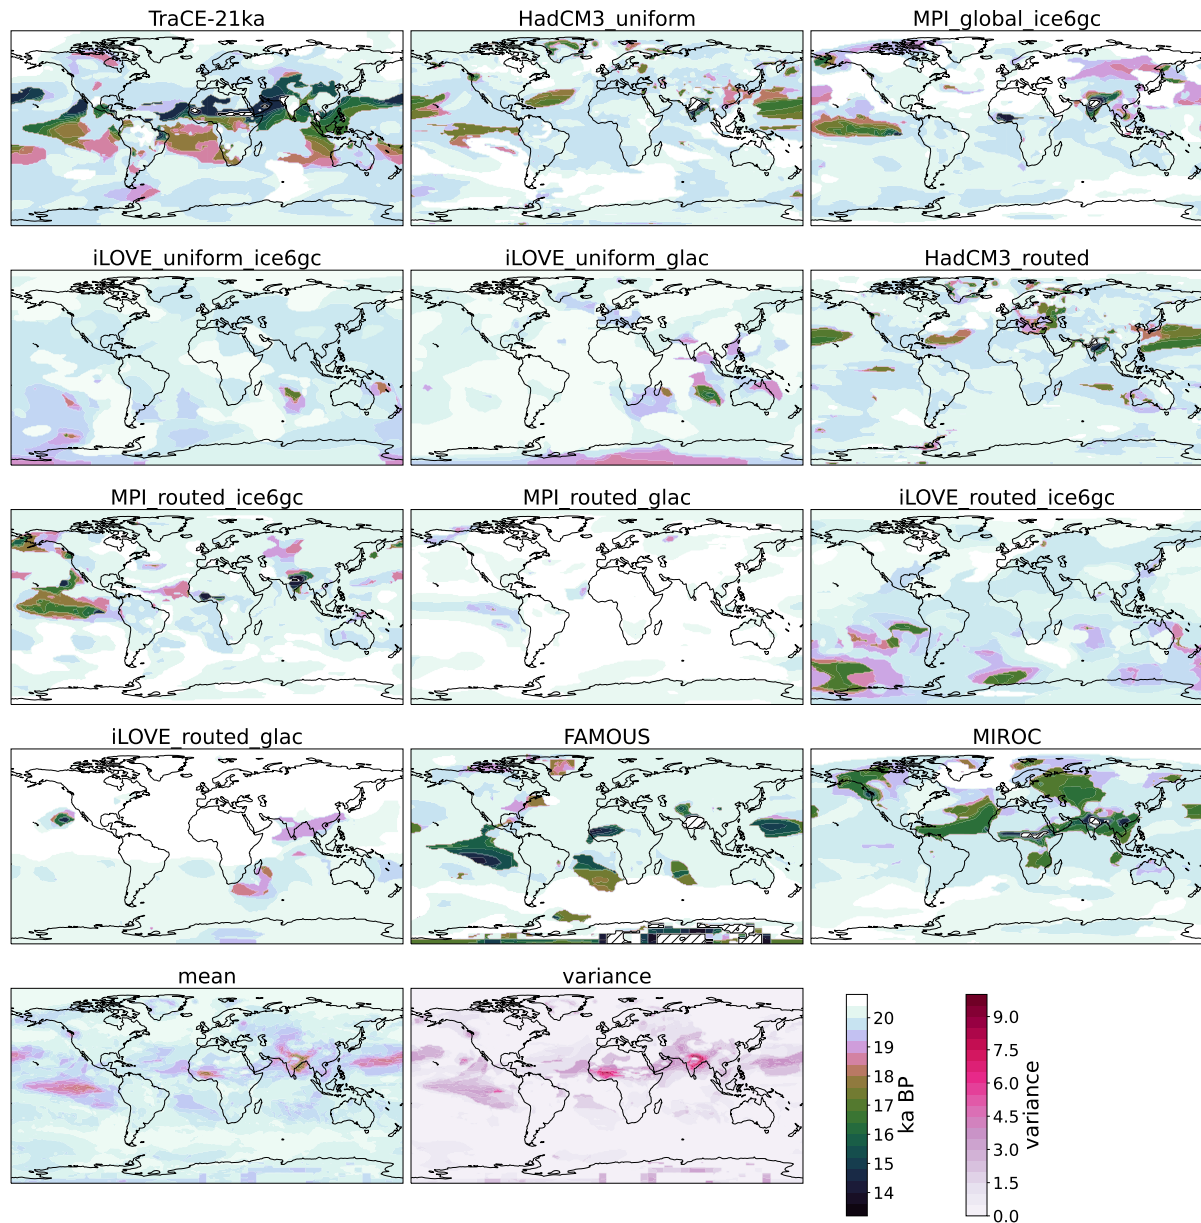 TraCE-21ka
HadCM3_uniform
MPI_global_ice6gc
iLOVE_uniform_ice6gc
iLOVE_uniform_glac
HadCM3_routed
MPI_routed_ice6gc
MPI_routed_glac
iLOVE_routed_ice6gc
iLOVE_routed_glac
FAMOUS
MIROC
mean
variance
20
19
18
17
16
15
14
ka BP
9.0
7.5
6.0
4.5
3.0
1.5
0.0
variance